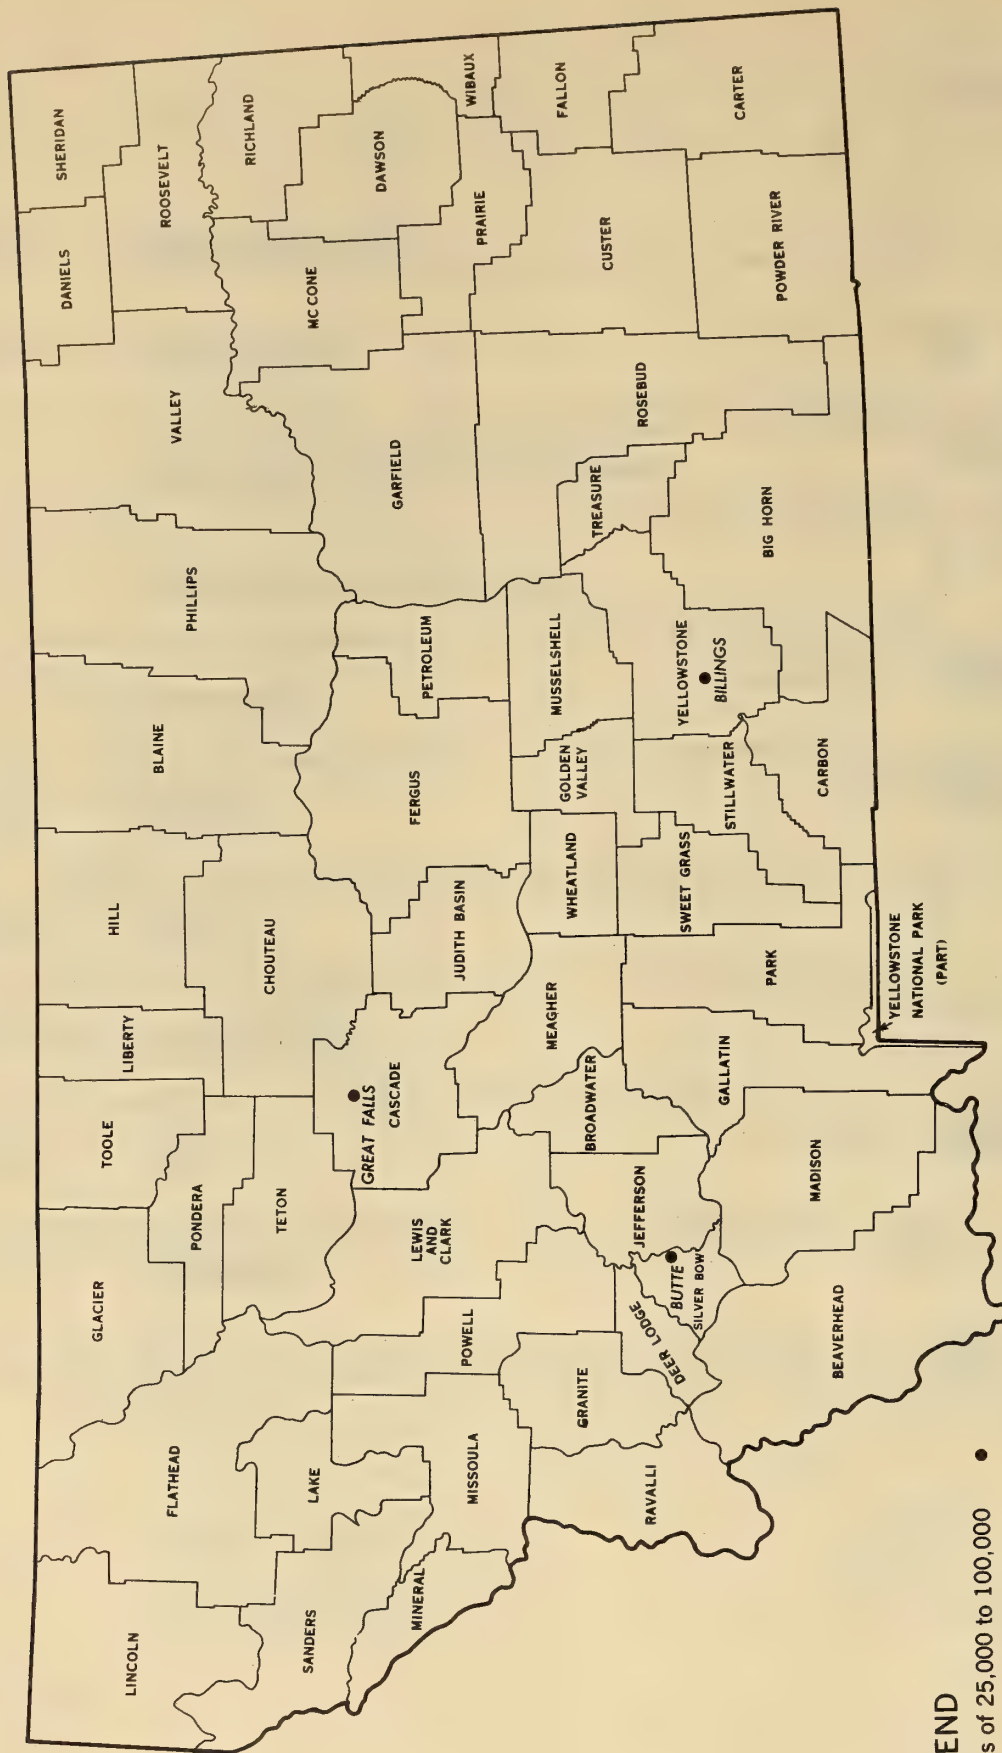 LINCOLN
FLATHEAD
GLACIER
TOOLE
LIBERTY
HILL
BLAINE
PHILLIPS
VALLEY
DANIELS
SHERIDAN
ROOSEVELT
SANDERS
LAKE
PONDERA
TETON
CHOUTEAU
RICHLAND
MC CONE
DAWSON
WIBAUX
PRAIRIE
GARFIELD
PETROLEUM
FERGUS
JUDITH BASIN
GREAT FALLS
CASCADE
LEWIS
AND
CLARK
POWELL
MISSOULA
MINERAL
RAVALLI
GRANITE
DEER LODGE
BUTTE
SILVER BOW
JEFFERSON
BROADWATER
MEAGHER
WHEATLAND
GOLDEN
VALLEY
MUSSELSHELL
TREASURE
ROSEBUD
CUSTER
FALLON
CARTER
POWDER RIVER
BIG HORN
YELLOWSTONE
BILLINGS
STILLWATER
SWEET GRASS
CARBON
PARK
GALLATIN
MADISON
BEAVERHEAD
YELLOWSTONE
NATIONAL PARK
(PART)
END
s of 25,000 to 100,000